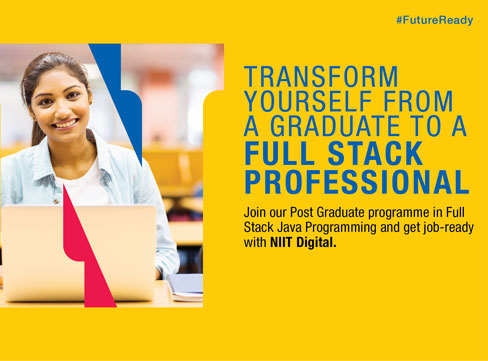 #FutureReady
TRANSFORM
YOURSELF FROM
A GRADUATE TO A
FULL STACK
PROFESSIONAL
Join our Post Graduate programme in Full
Stack Java Programming and get job-ready
with NIIT Digital.